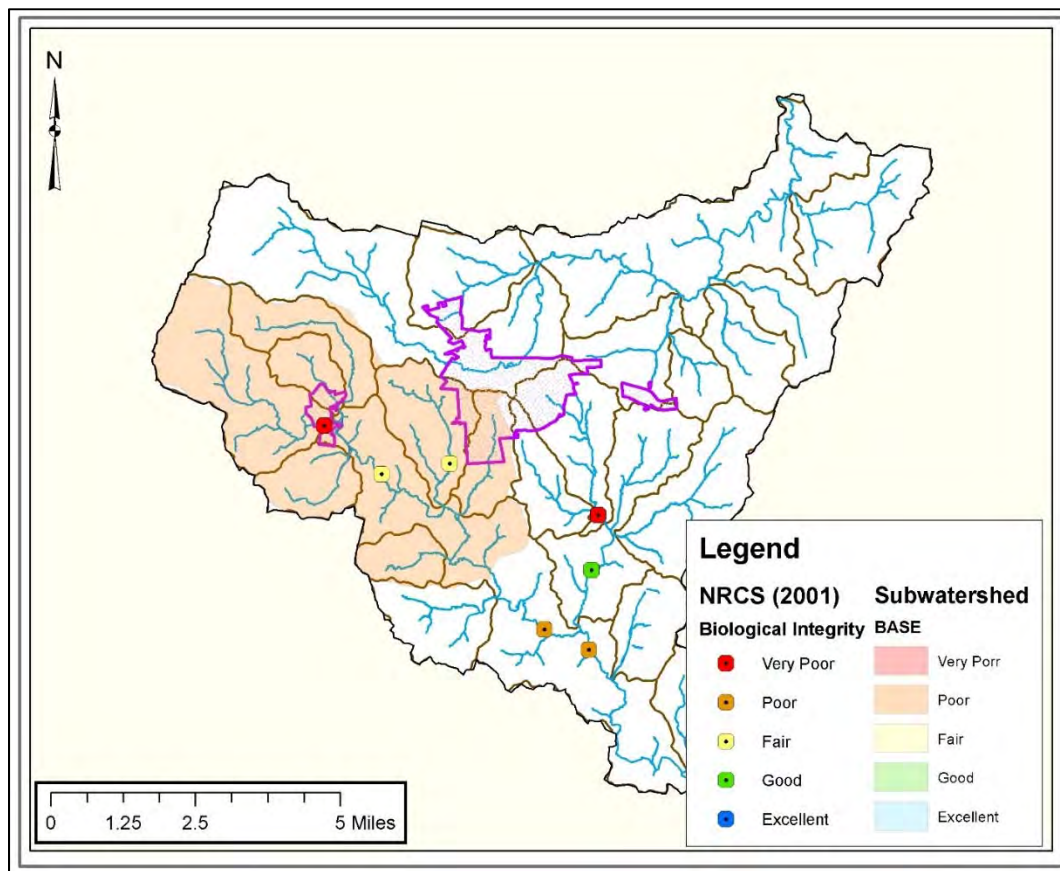 N
Legend
NRCS (2001)
Biological Integrity
Very Poor
Poor
Fair
Good
Excellent
Subwatershed
BASE
Very Porr
Poor
Fair
Good
Excellent
0 1.25 2.5 5 Miles